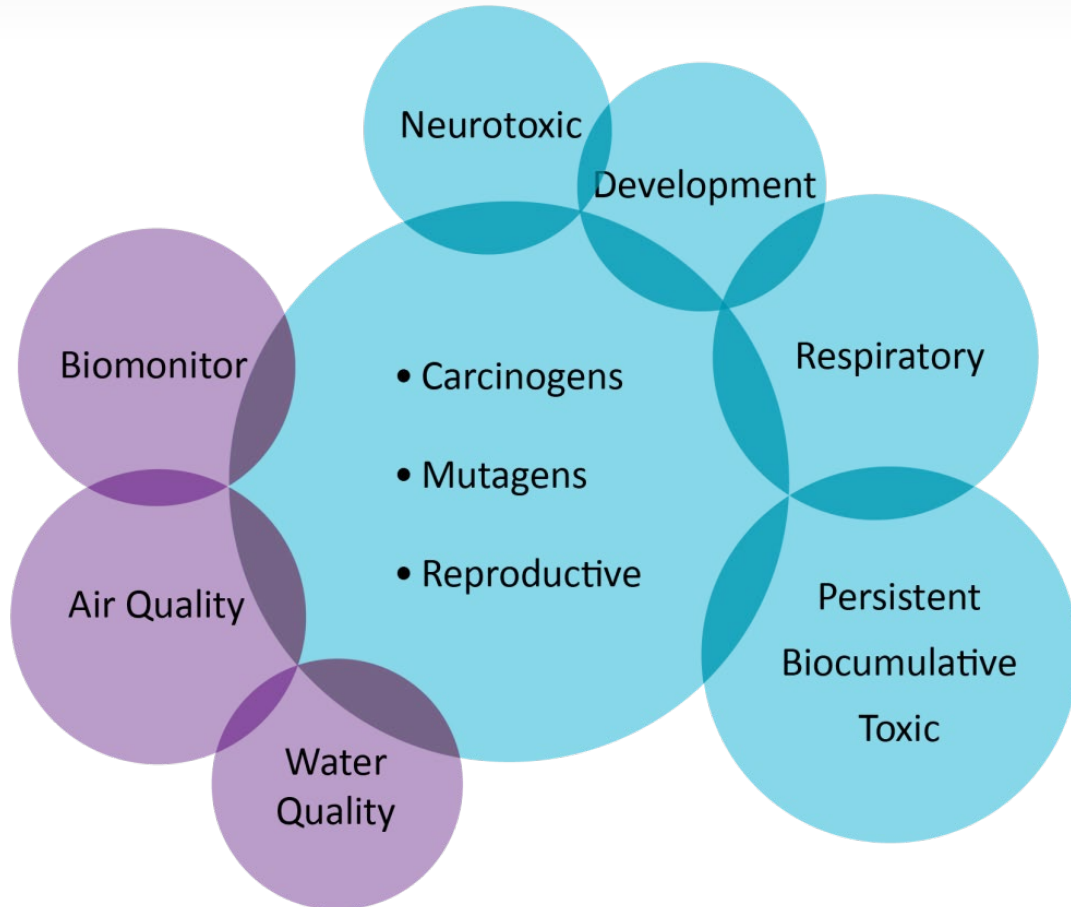 Neurotoxic
Development
Biomonitor
• Carcinogens
Respiratory
• Mutagens
• Reproductive
Air Quality
Persistent
Biocumulative
Toxic
Water
Quality